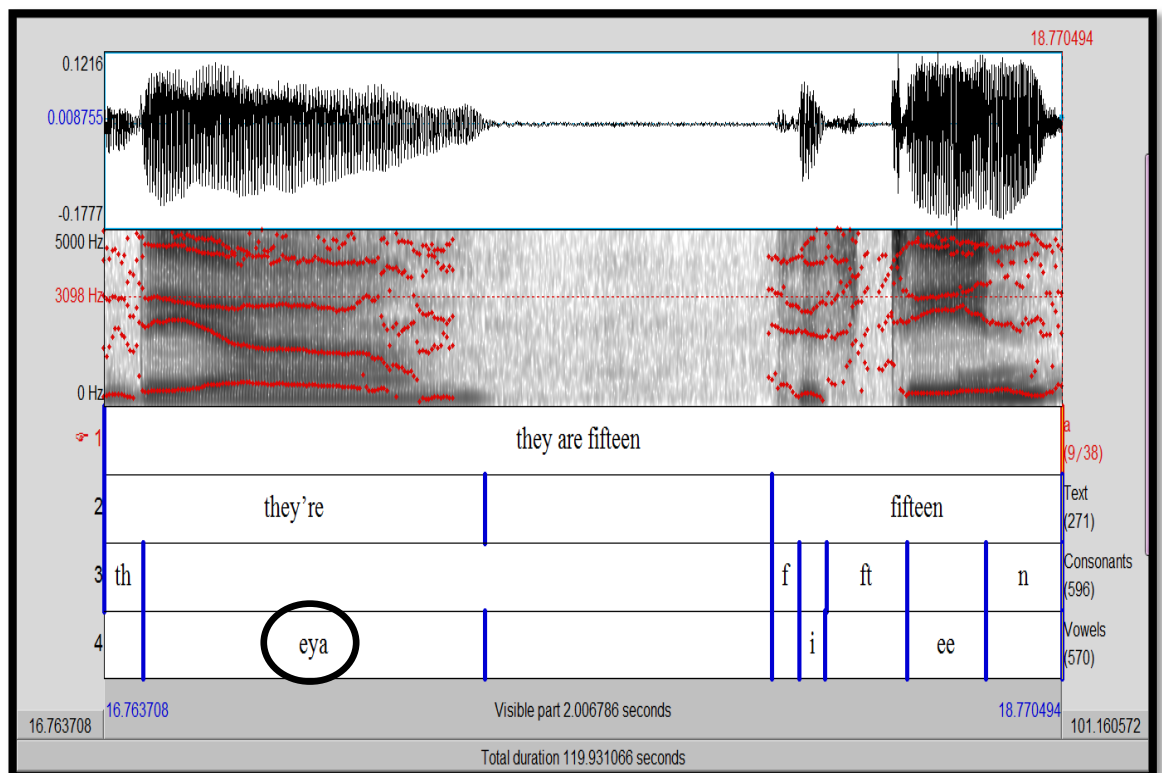 18.770494
0.1216
0.008755
-0.1777
5000 Hz
3098 Hz
0 Hz
☞ 1
they are fifteen
a
(9/38)
2
they’re
fifteen
Text
(271)
3
th
f
ft
n
Consonants
(596)
4
eya
i
ee
Vowels
(570)
16.763708
16.763708
Visible part 2.006786 seconds
18.770494
101.160572
Total duration 119.931066 seconds